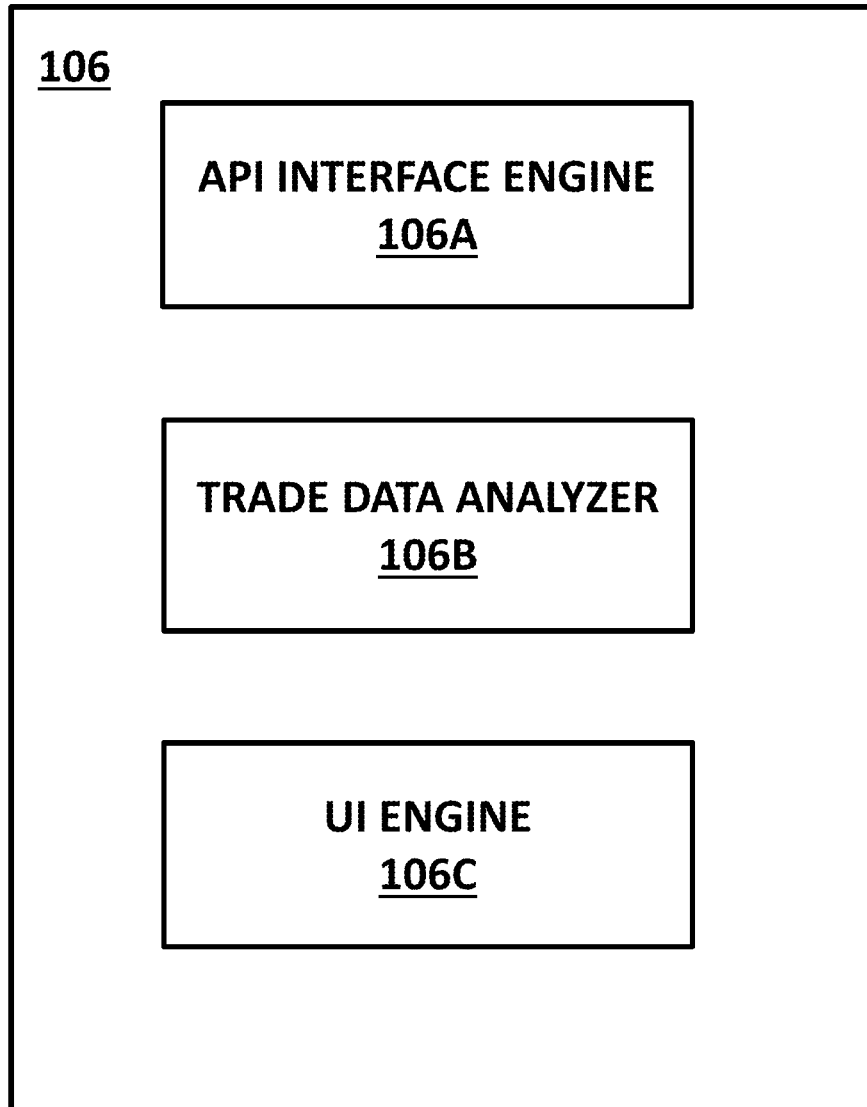 106
API INTERFACE ENGINE
106A
TRADE DATA ANALYZER
106B
UI ENGINE
106C